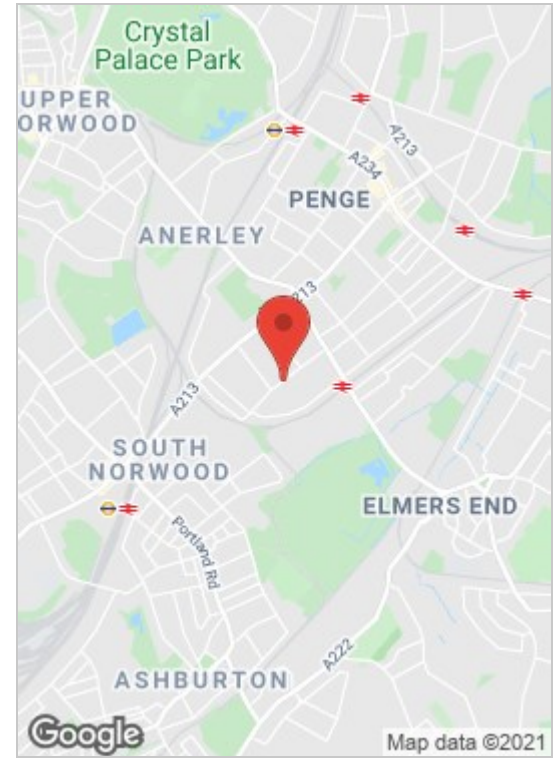 Crystal
Palace Park
UPPER
ORWOOD
A213
A234
PENGE
ANERLEY
213
A213
SOUTH
NORWOOD
ELMERS END
Portland Rd
A222
ASHBURTON
Google
Map data ©2021